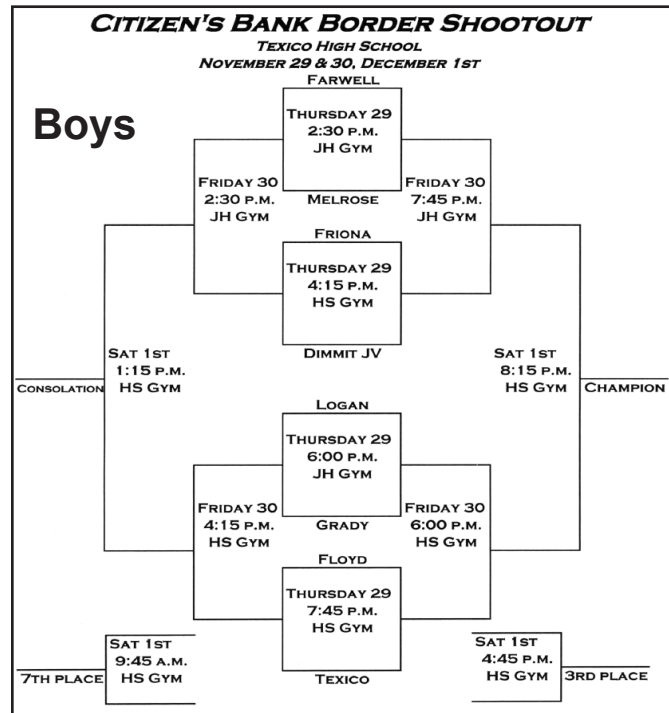 CITIZEN'S BANK BORDER SHOOTOUT
TEXICO HIGH SCHOOL
NOVEMBER 29 & 30, DECEMBER 1ST
Boys
FARWELL
THURSDAY 29
2:30 P.M.
JH GYM
MELROSE
FRIDAY 30
2:30 P.M.
JH GYM
FRIDAY 30
7:45 P.M.
JH GYM
FRIONA
THURSDAY 29
4:15 P.M.
HS GYM
DIMMIT JV
SAT 1ST
1:15 P.M.
HS GYM
CONSOLATION
SAT 1ST
8:15 P.M.
HS GYM
CHAMPION
LOGAN
THURSDAY 29
6:00 P.M.
JH GYM
GRADY
FRIDAY 30
4:15 P.M.
HS GYM
FRIDAY 30
6:00 P.M.
HS GYM
FLOYD
THURSDAY 29
7:45 P.M.
HS GYM
TEXICO
SAT 1ST
9:45 A.M.
HS GYM
7TH PLACE
SAT 1ST
4:45 P.M.
HS GYM
3RD PLACE